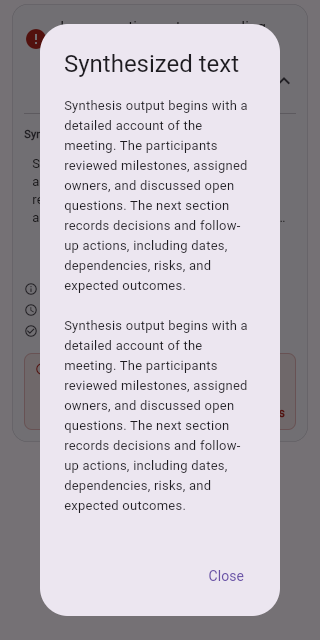 Synthesized text
Synthesis output begins with a
detailed account of the
meeting. The participants
reviewed milestones, assigned
owners, and discussed open
questions. The next section
records decisions and follow-
up actions, including dates,
dependencies, risks, and
expected outcomes.
Synthesis output begins with a
detailed account of the
meeting. The participants
reviewed milestones, assigned
owners, and discussed open
questions. The next section
records decisions and follow-
up actions, including dates,
dependencies, risks, and
expected outcomes.
Close